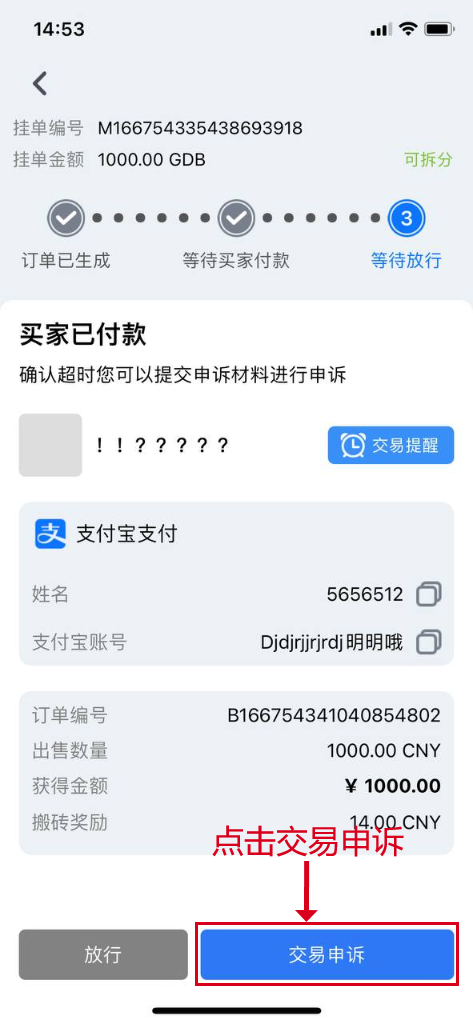 14:53
挂单编号 M166754335438693918
挂单金额 1000.00 GDB 可拆分
3
订单已生成 等待买家付款 等待放行
买家已付款
确认超时您可以提交申诉材料进行申诉
！！？？？？？ 交易提醒
支 支付宝支付
姓名 5656512
支付宝账号 Djdjrjjrjrdj明明哦
订单编号 B166754341040854802
出售数量 1000.00 CNY
获得金额 ¥ 1000.00
搬砖奖励 14.00 CNY
点击交易申诉
放行 交易申诉